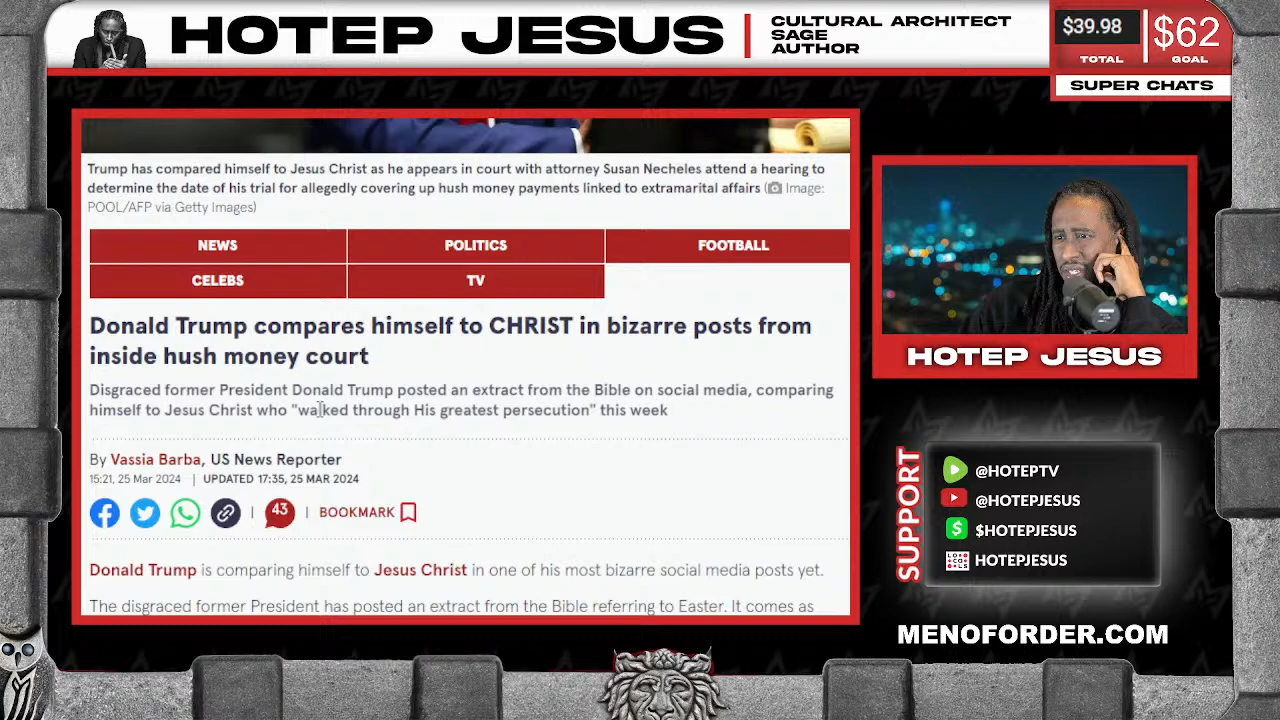 HOTEP JESUS
CULTURAL ARCHITECT
SAGE
AUTHOR
$39.98
TOTAL
$62
GOAL
SUPER CHATS
Trump has compared himself to Jesus Christ as he appears in court with attorney Susan Necheles attend a hearing to
determine the date of his trial for allegedly covering up hush money payments linked to extramarital affairs (Image:
POOL/AFP via Getty Images)
NEWS
POLITICS
FOOTBALL
CELEBS
TV
Donald Trump compares himself to CHRIST in bizarre posts from
inside hush money court
Disgraced former President Donald Trump posted an extract from the Bible on social media, comparing
himself to Jesus Christ who "walked through His greatest persecution" this week
By Vassia Barba, US News Reporter
15:21, 25 Mar 2024 | UPDATED 17:35, 25 MAR 2024
| 43 | BOOKMARK
Donald Trump is comparing himself to Jesus Christ in one of his most bizarre social media posts yet.
The disgraced former President has posted an extract from the Bible referring to Easter. It comes as
HOTEP JESUS
SUPPORT
@HOTEPTV
@HOTEPJESUS
$HOTEPJESUS
HOTEPJESUS
MENOFORDER.COM